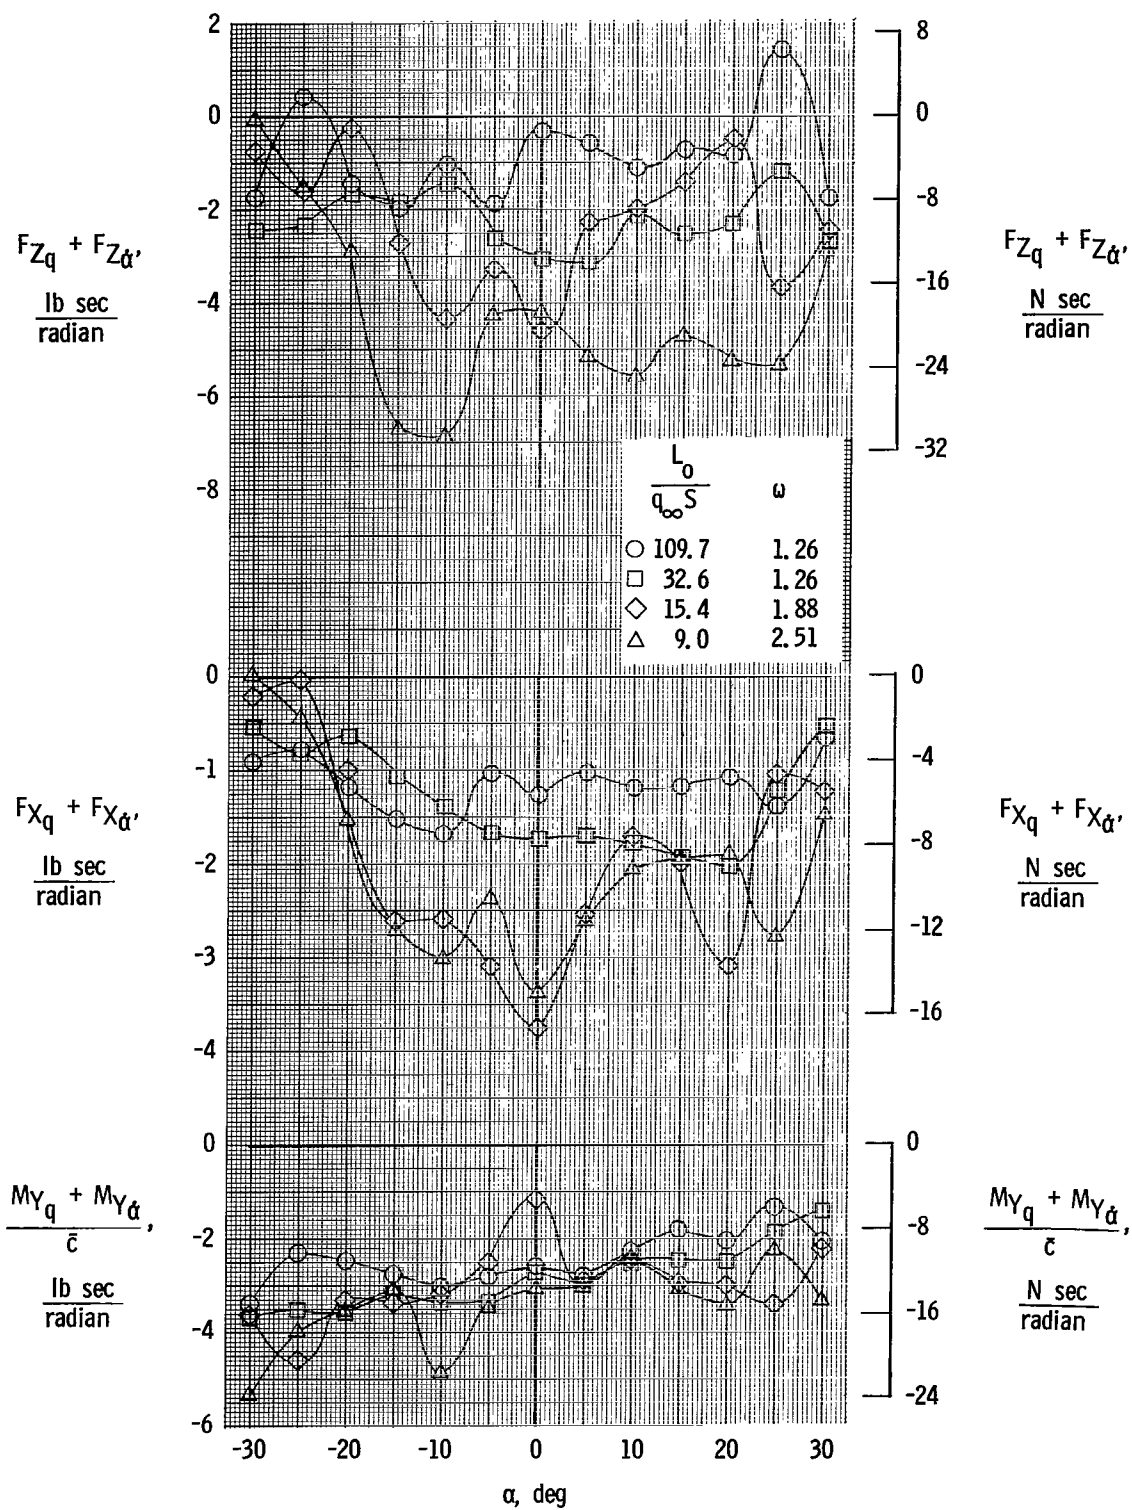 2
0
-2
-4
-6
-8
F_Zq + F_Zα̇,
lb sec
radian
8
0
-8
-16
-24
-32
F_Zq + F_Zα̇,
N sec
radian
L_o
q_∞S
ω
109.7 1.26
32.6 1.26
15.4 1.88
9.0 2.51
0
-1
-2
-3
-4
F_Xq + F_Xα̇,
lb sec
radian
0
-4
-8
-12
-16
F_Xq + F_Xα̇,
N sec
radian
0
-2
-4
-6
M_Yq + M_Yα̇,
c̄
lb sec
radian
0
-8
-16
-24
M_Yq + M_Yα̇,
c̄
N sec
radian
-30 -20 -10 0 10 20 30
α, deg